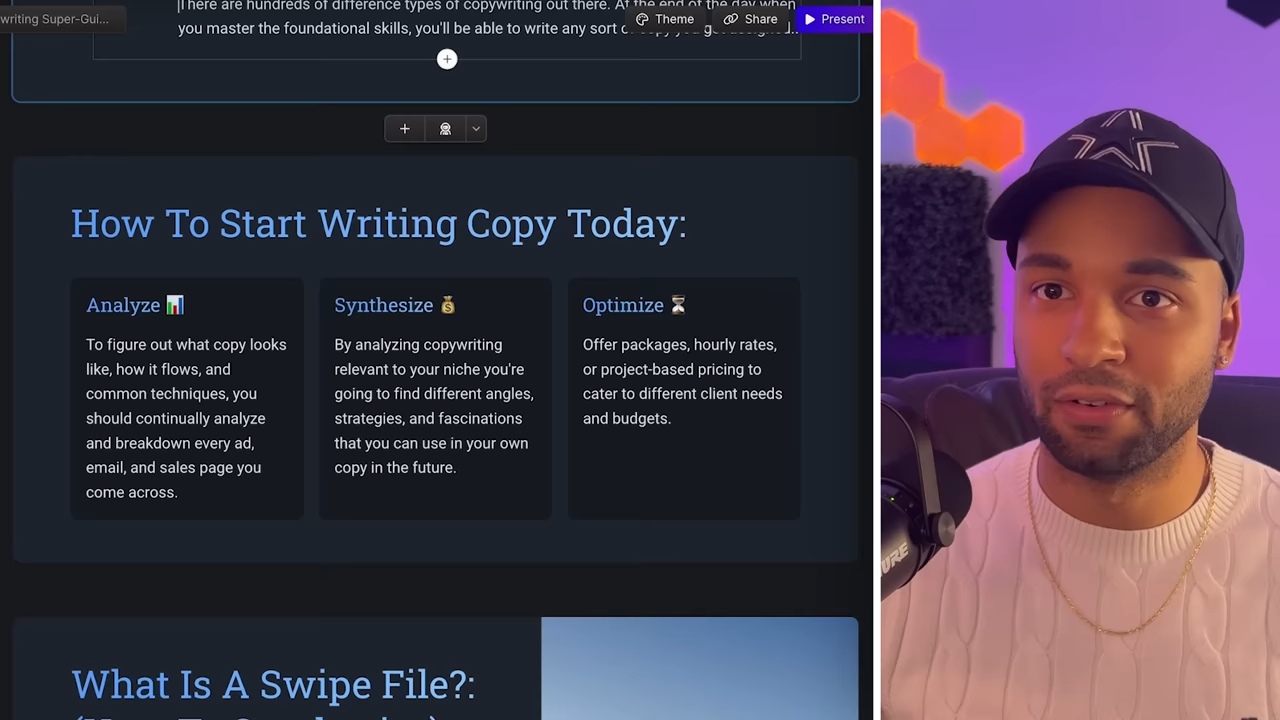 There are hundreds of difference types of copywriting out there. At the end of the day when
writing Super-Gui...
Theme
Share
Present
you master the foundational skills, you'll be able to write any sort of copy you get assigned..
How To Start Writing Copy Today:
Analyze
To figure out what copy looks
like, how it flows, and
common techniques, you
should continually analyze
and breakdown every ad,
email, and sales page you
come across.
Synthesize
By analyzing copywriting
relevant to your niche you're
going to find different angles,
strategies, and fascinations
that you can use in your own
copy in the future.
Optimize
Offer packages, hourly rates,
or project-based pricing to
cater to different client needs
and budgets.
What Is A Swipe File?: